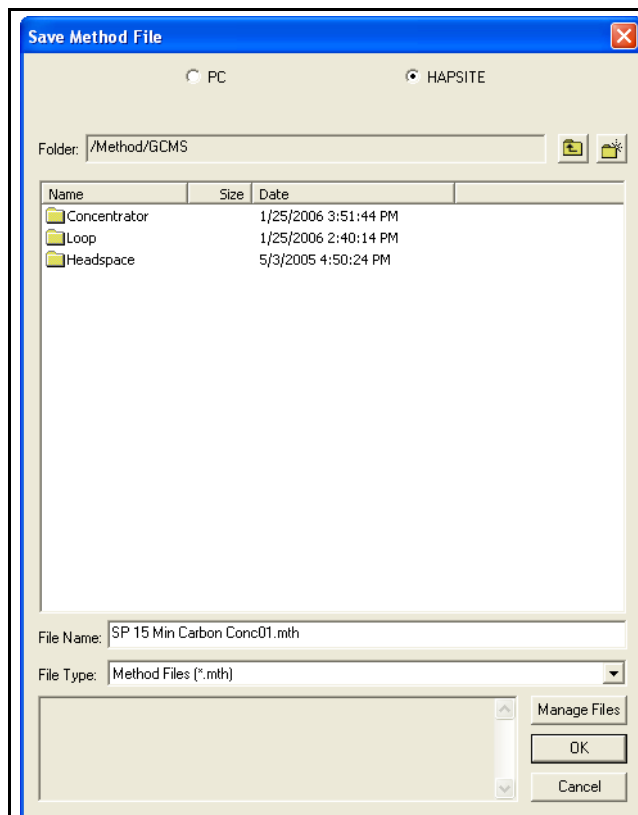 Save Method File
PC HAPSITE
Folder: /Method/GCMS
Name Size Date
Concentrator 1/25/2006 3:51:44 PM
Loop 1/25/2006 2:40:14 PM
Headspace 5/3/2005 4:50:24 PM
File Name: SP 15 Min Carbon Conc01.mth
File Type: Method Files (*.mth)
Manage Files
OK
Cancel